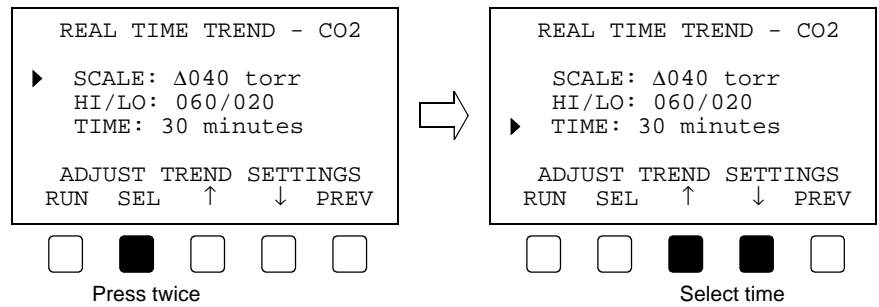 REAL TIME TREND - CO2
SCALE: Δ040 torr
HI/LO: 060/020
TIME: 30 minutes
ADJUST TREND SETTINGS
RUN SEL ↑ ↓ PREV
Press twice
REAL TIME TREND - CO2
SCALE: Δ040 torr
HI/LO: 060/020
TIME: 30 minutes
ADJUST TREND SETTINGS
RUN SEL ↑ ↓ PREV
Select time